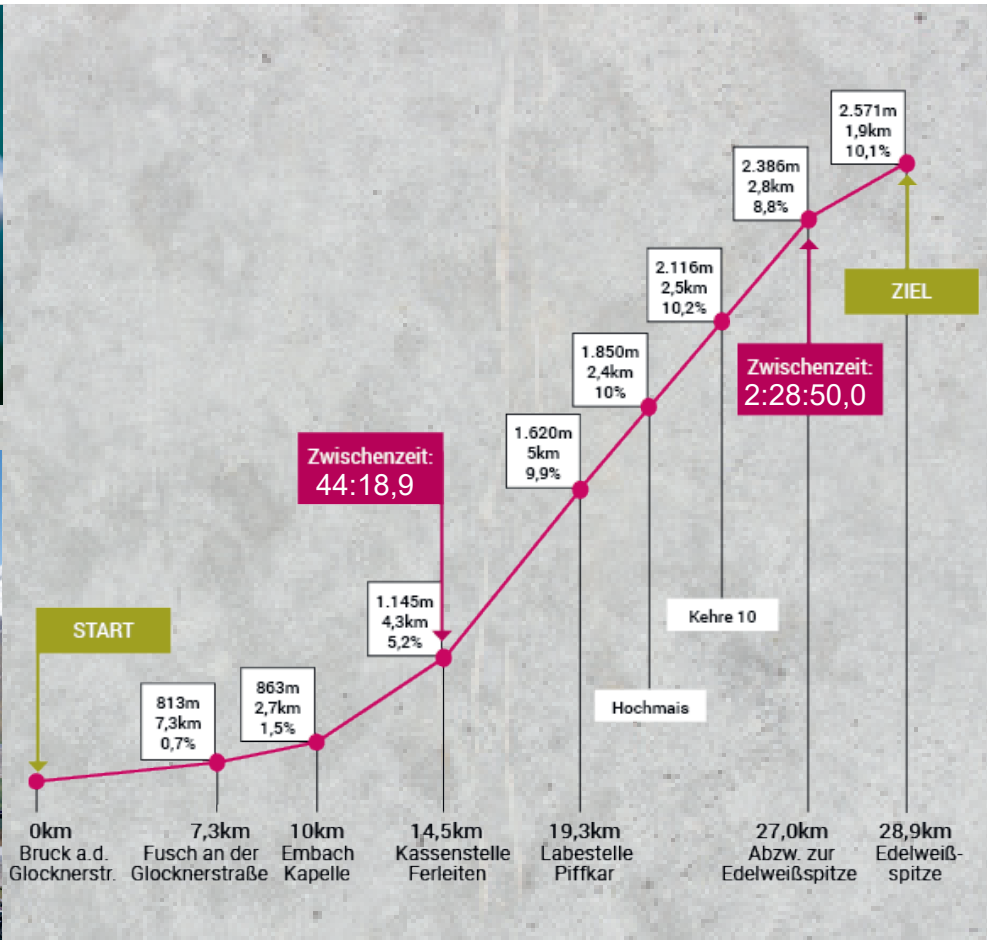 2.571m
1,9km
10,1%
2.386m
2,8km
8,8%
2.116m
2,5km
10,2%
ZIEL
1.850m
2,4km
10%
Zwischenzeit:
2:28:50,0
1.620m
5km
9,9%
Zwischenzeit:
44:18,9
1.145m
4,3km
5,2%
START
Kehre 10
863m
2,7km
1,5%
813m
7,3km
0,7%
Hochmais
0km
Bruck a.d.
Glocknerstr.
7,3km
Fusch an der
Glocknerstraße
10km
Embach
Kapelle
14,5km
Kassenstelle
Ferleiten
19,3km
Labestelle
Piffkar
27,0km
Abzw. zur
Edelweißspitze
28,9km
Edelweiß-
spitze